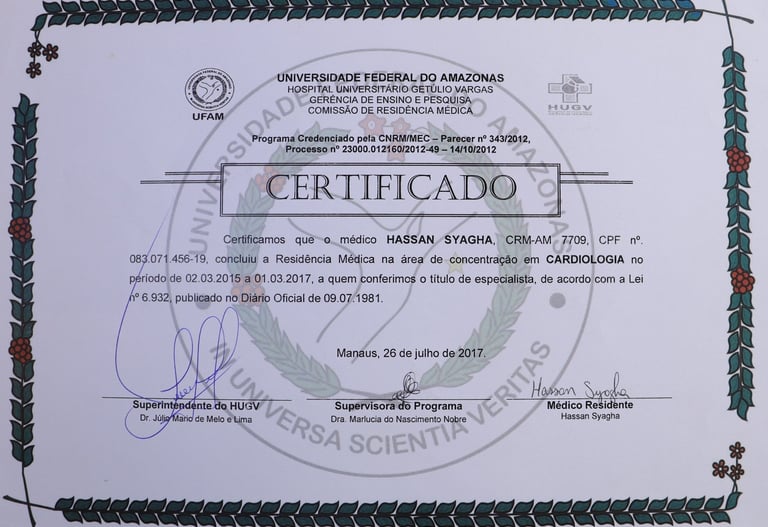 UNIVERSIDADE FEDERAL DO AMAZONAS
HOSPITAL UNIVERSITÁRIO GETÚLIO VARGAS
GERÊNCIA DE ENSINO E PESQUISA
COMISSÃO DE RESIDÊNCIA MÉDICA
UFAM
HUGV
Programa Credenciado pela CNRM/MEC – Parecer nº 343/2012,
Processo nº 23000.012160/2012-49 – 14/10/2012
CERTIFICADO
Certificamos que o médico HASSAN SYAGHA, CRM-AM 7709, CPF nº.
083.071.456-19, concluiu a Residência Médica na área de concentração em CARDIOLOGIA no
período de 02.03.2015 a 01.03.2017, a quem conferimos o título de especialista, de acordo com a Lei
nº 6.932, publicado no Diário Oficial de 09.07.1981.
Manaus, 26 de julho de 2017.
Hassan Syagha
Superintendente do HUGV
Dr. Júlio Mario de Melo e Lima
Supervisora do Programa
Dra. Marlucia do Nascimento Nobre
Médico Residente
Hassan Syagha
UNIVERSIDADE FEDERAL DO AMAZONAS
IN UNIVERSA SCIENTIA VERITAS